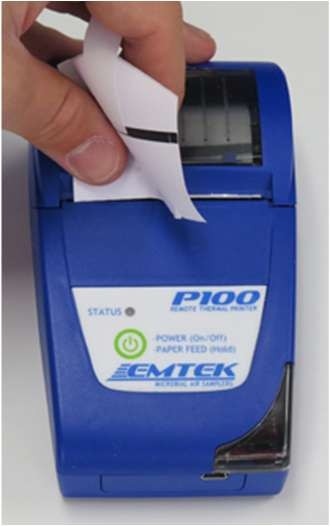 P100
REMOTE THERMAL PRINTER
STATUS
-POWER (On/Off)
-PAPER FEED (Hold)
EMTEK
MICROBIAL AIR SAMPLERS